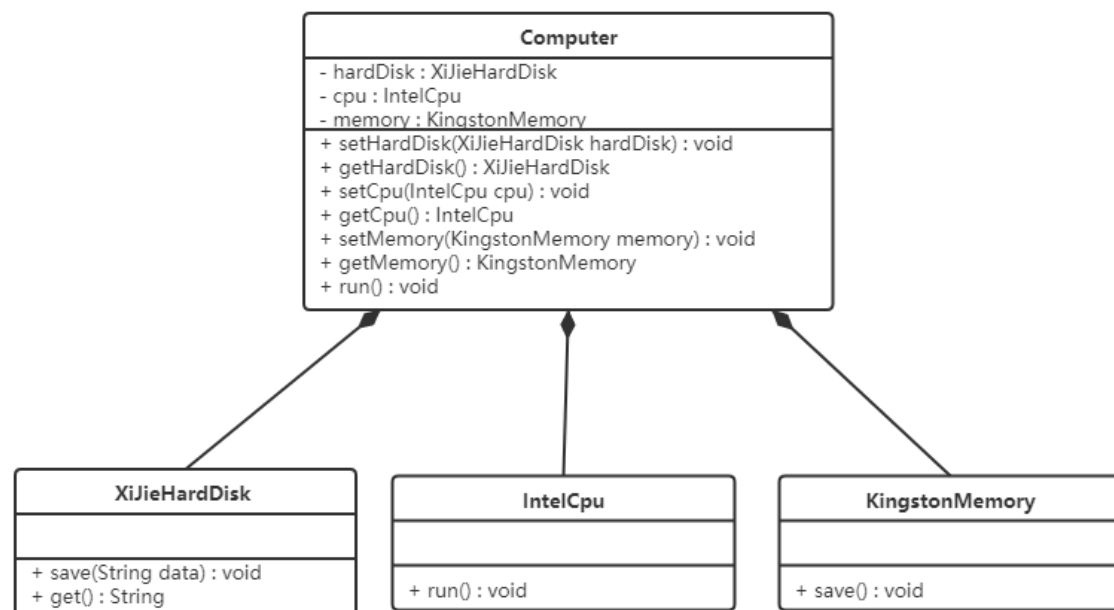 Computer
- hardDisk : XiJieHardDisk
- cpu : IntelCpu
- memory : KingstonMemory
+ setHardDisk(XiJieHardDisk hardDisk) : void
+ getHardDisk() : XiJieHardDisk
+ setCpu(IntelCpu cpu) : void
+ getCpu() : IntelCpu
+ setMemory(KingstonMemory memory) : void
+ getMemory() : KingstonMemory
+ run() : void
XiJieHardDisk
+ save(String data) : void
+ get() : String
IntelCpu
+ run() : void
KingstonMemory
+ save() : void